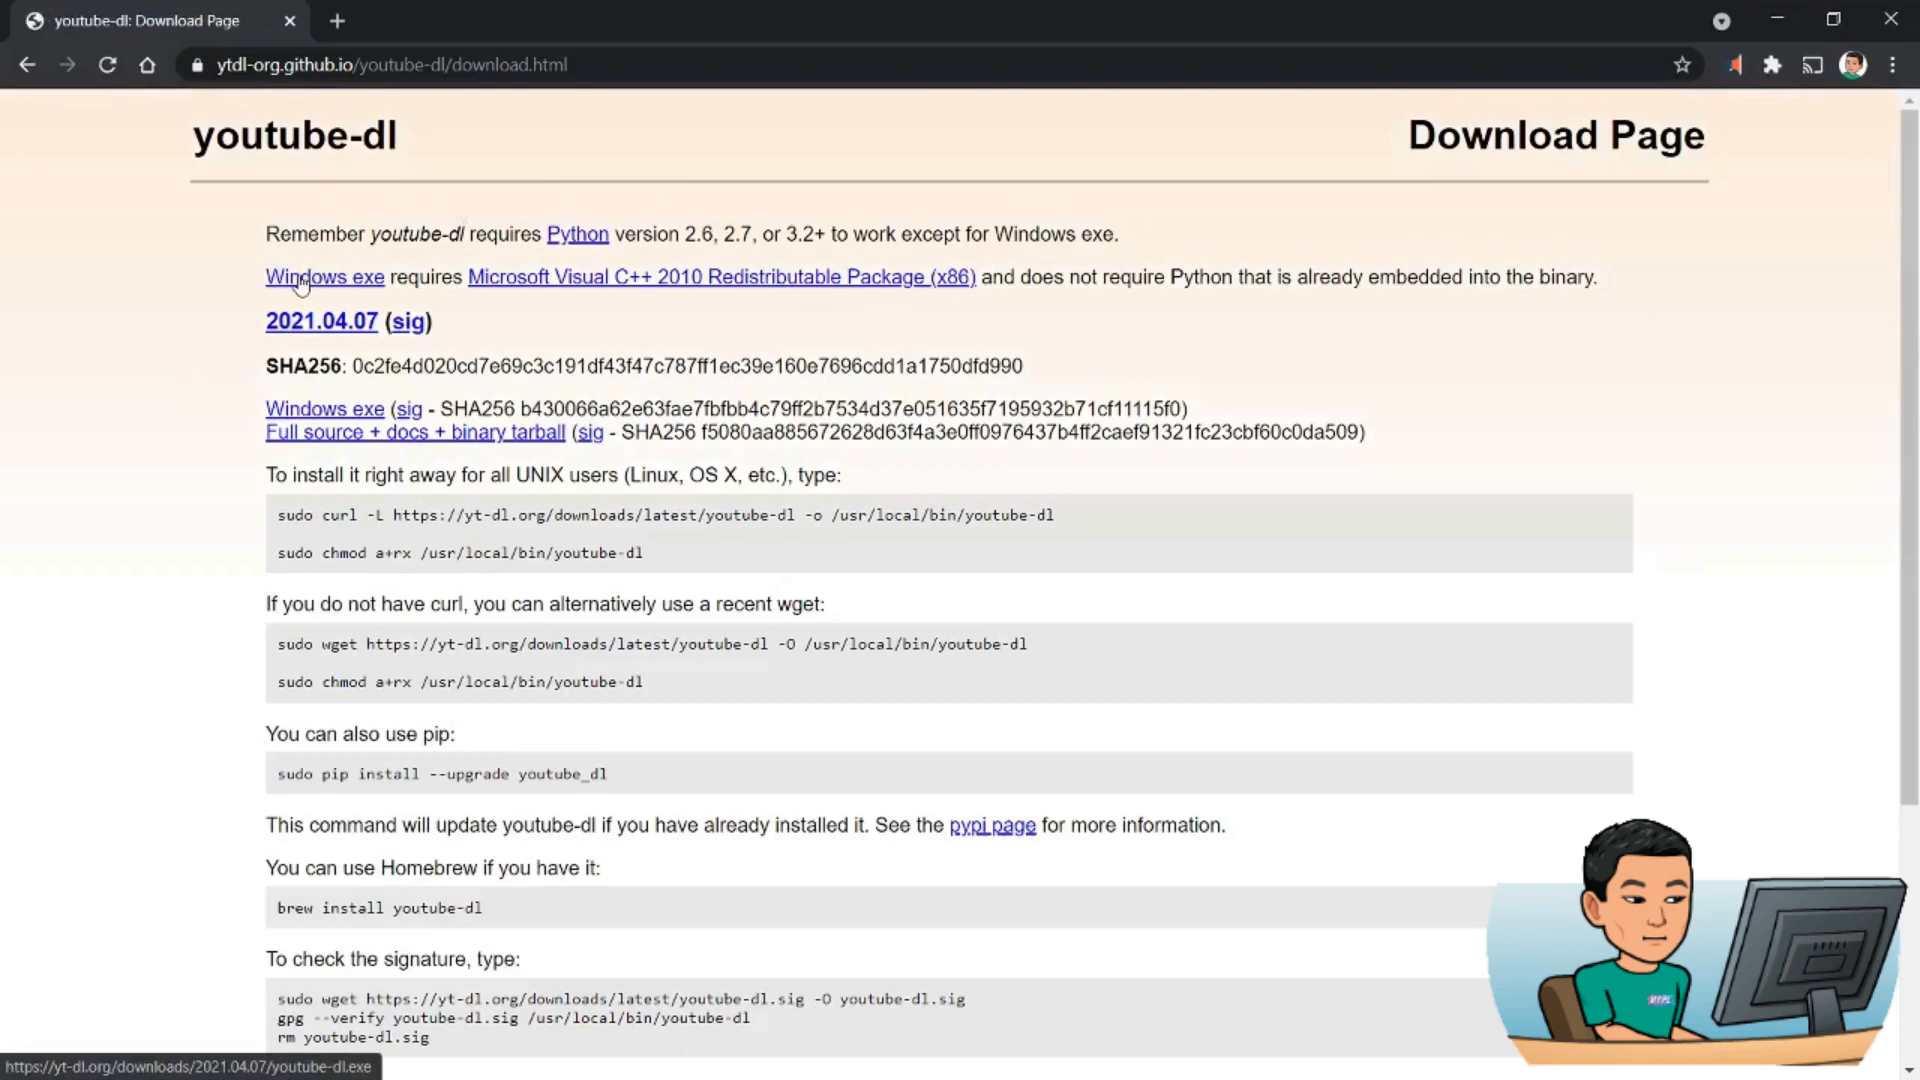 youtube-dl: Download Page
ytdl-org.github.io/youtube-dl/download.html
youtube-dl
Download Page
Remember youtube-dl requires Python version 2.6, 2.7, or 3.2+ to work except for Windows exe.
Windows exe requires Microsoft Visual C++ 2010 Redistributable Package (x86) and does not require Python that is already embedded into the binary.
2021.04.07 (sig)
SHA256: 0c2fe4d020cd7e69c3c191df43f47c787ff1ec39e160e7696cdd1a1750dfd990
Windows exe (sig - SHA256 b430066a62e63fae7fbfbb4c79ff2b7534d37e051635f7195932b71cf11115f0)
Full source + docs + binary tarball (sig - SHA256 f5080aa885672628d63f4a3e0ff0976437b4ff2caef91321fc23cbf60c0da509)
To install it right away for all UNIX users (Linux, OS X, etc.), type:
sudo curl -L https://yt-dl.org/downloads/latest/youtube-dl -o /usr/local/bin/youtube-dl
sudo chmod a+rx /usr/local/bin/youtube-dl
If you do not have curl, you can alternatively use a recent wget:
sudo wget https://yt-dl.org/downloads/latest/youtube-dl -O /usr/local/bin/youtube-dl
sudo chmod a+rx /usr/local/bin/youtube-dl
You can also use pip:
sudo pip install --upgrade youtube_dl
This command will update youtube-dl if you have already installed it. See the pypi page for more information.
You can use Homebrew if you have it:
brew install youtube-dl
To check the signature, type:
sudo wget https://yt-dl.org/downloads/latest/youtube-dl.sig -O youtube-dl.sig
gpg --verify youtube-dl.sig /usr/local/bin/youtube-dl
rm youtube-dl.sig
https://yt-dl.org/downloads/2021.04.07/youtube-dl.exe